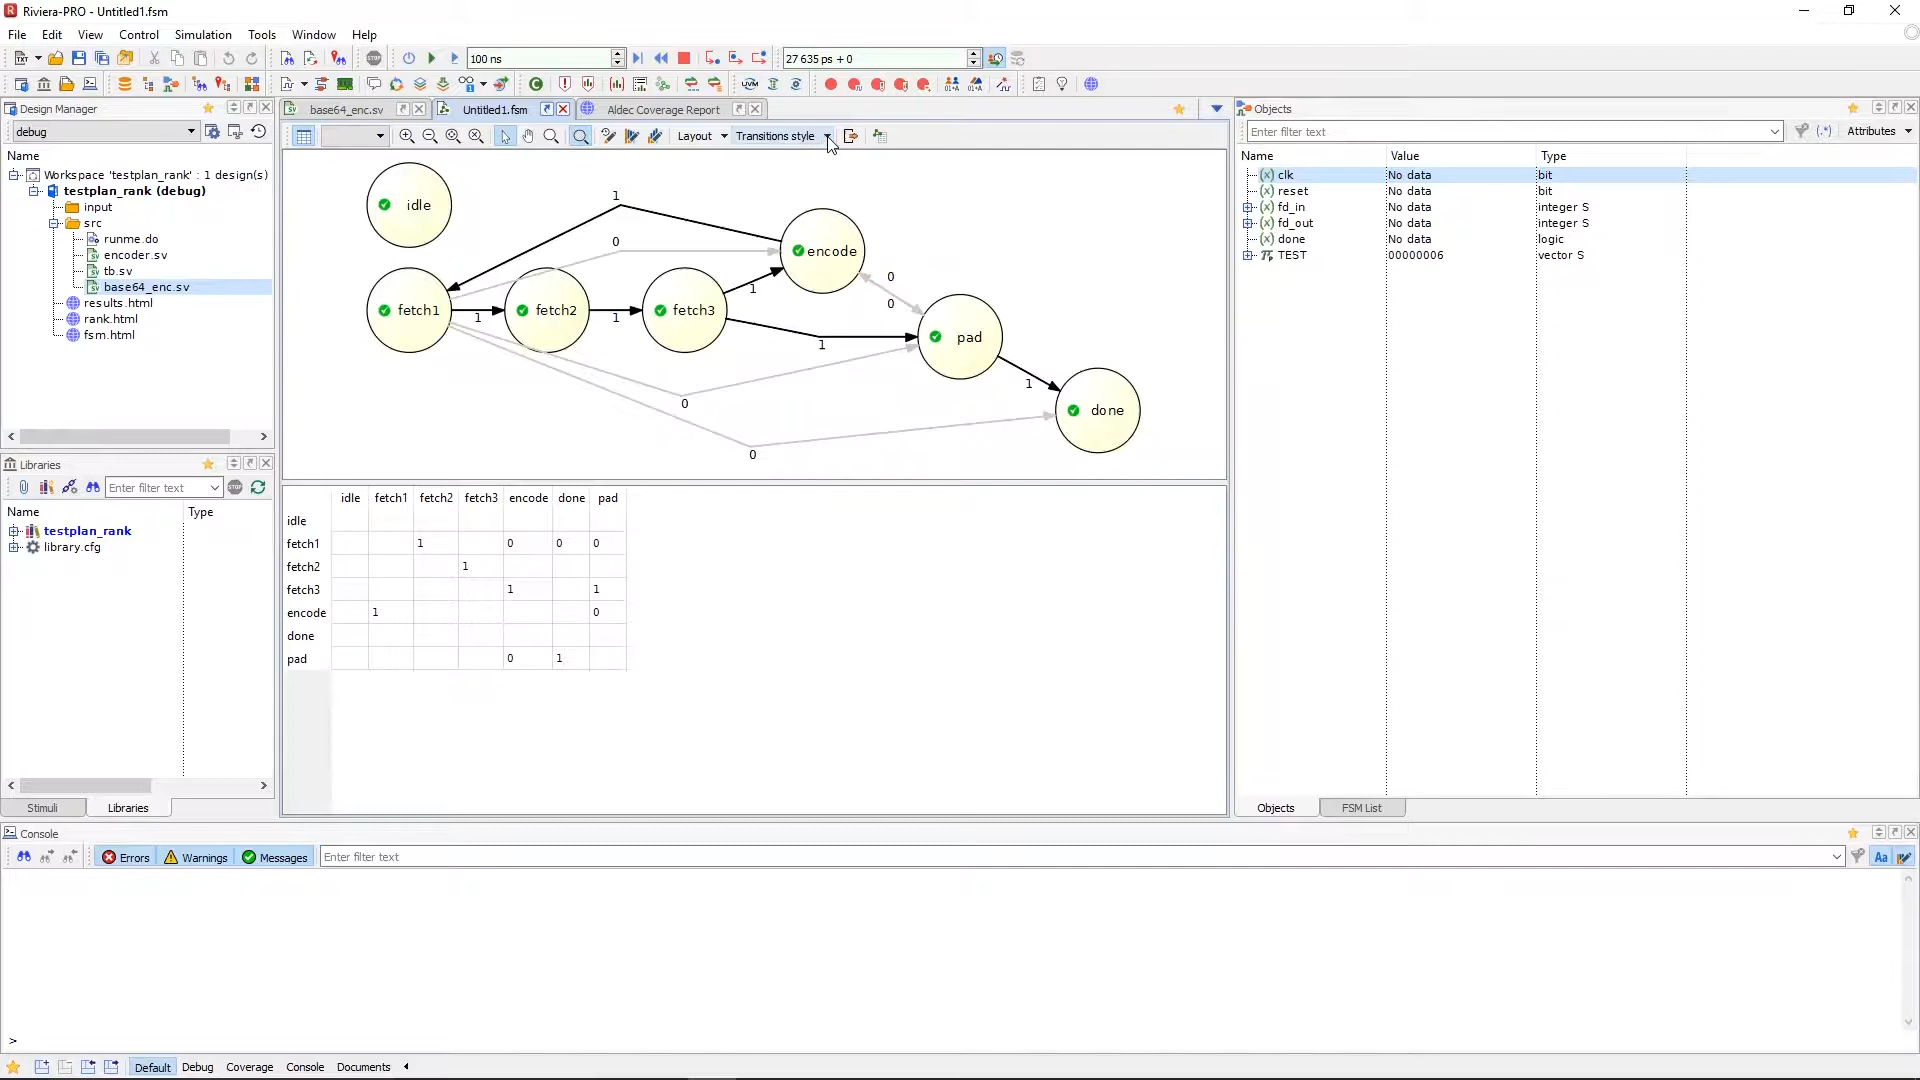 Riviera-PRO - Untitled1.fsm
File Edit View Control Simulation Tools Window Help
100 ns
27 635 ps + 0
Design Manager
debug
Name
Workspace 'testplan_rank' : 1 design(s)
testplan_rank (debug)
input
src
runme.do
encoder.sv
tb.sv
base64_enc.sv
results.html
rank.html
fsm.html
Libraries
Enter filter text
STOP
Name Type
testplan_rank
library.cfg
Stimuli Libraries
base64_enc.sv Untitled1.fsm Aldec Coverage Report
Layout Transitions style
idle
1
0
encode
fetch1
1
fetch2
1
fetch3
1
0
0
1
pad
0
1
done
0
idle fetch1 fetch2 fetch3 encode done pad
idle
fetch1 1 0 0 0
fetch2 1
fetch3 1 1
encode 1 0
done
pad 0 1
Objects
Enter filter text
Attributes
Name Value Type
clk No data bit
reset No data bit
fd_in No data integer S
fd_out No data integer S
done No data logic
TEST 00000006 vector S
Objects FSM List
Console
Errors Warnings Messages Enter filter text Aa
>
Default Debug Coverage Console Documents